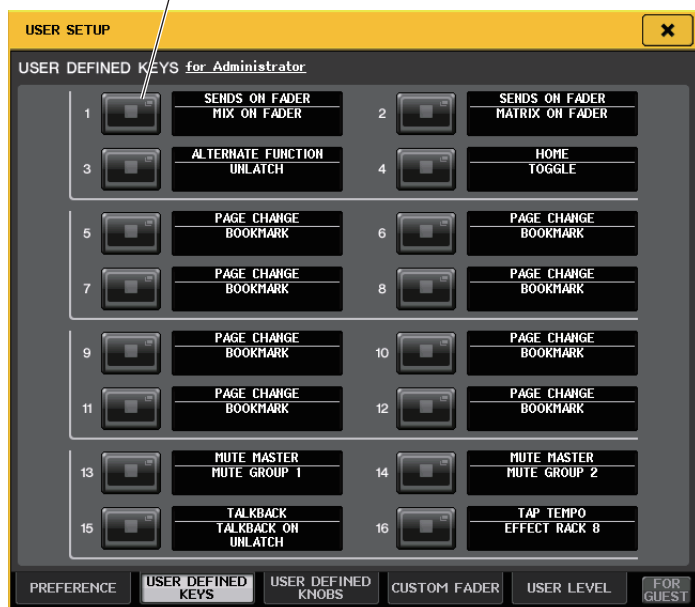 USER SETUP
USER DEFINED KEYS for Administrator
1 SENDS ON FADER
MIX ON FADER
2 SENDS ON FADER
MATRIX ON FADER
3 ALTERNATE FUNCTION
UNLATCH
4 HOME
TOGGLE
5 PAGE CHANGE
BOOKMARK
6 PAGE CHANGE
BOOKMARK
7 PAGE CHANGE
BOOKMARK
8 PAGE CHANGE
BOOKMARK
9 PAGE CHANGE
BOOKMARK
10 PAGE CHANGE
BOOKMARK
11 PAGE CHANGE
BOOKMARK
12 PAGE CHANGE
BOOKMARK
13 MUTE MASTER
MUTE GROUP 1
14 MUTE MASTER
MUTE GROUP 2
15 TALKBACK
TALKBACK ON
UNLATCH
16 TAP TEMPO
EFFECT RACK 8
PREFERENCE
USER DEFINED
KEYS
USER DEFINED
KNOBS
CUSTOM FADER
USER LEVEL
FOR
GUEST